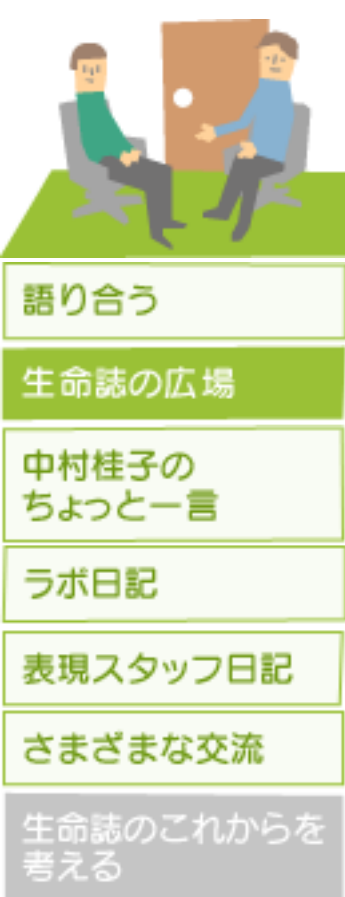 語り合う
生命誌の広場
中村桂子の
ちょっと一言
ラボ日記
表現スタッフ日記
さまざまな交流
生命誌のこれからを
考える